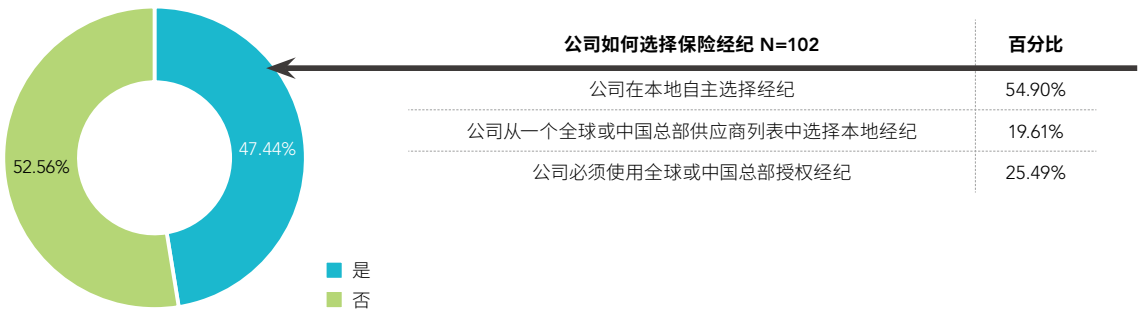 公司如何选择保险经纪 N=102 百分比
公司在本地自主选择经纪 54.90%
公司从一个全球或中国总部供应商列表中选择本地经纪 19.61%
公司必须使用全球或中国总部授权经纪 25.49%
47.44%
52.56%
是
否